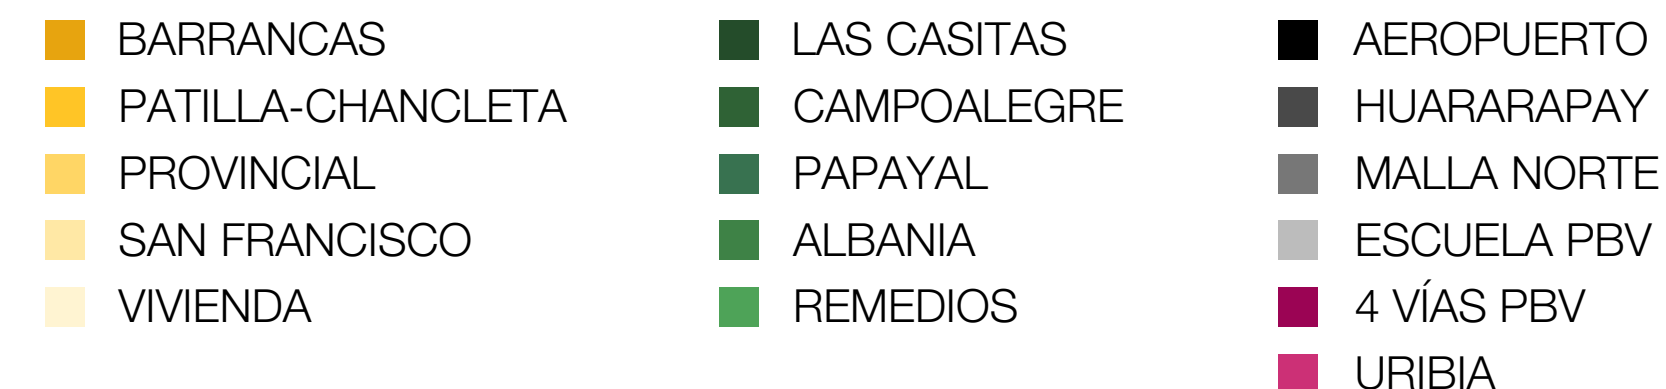 BARRANCAS
PATILLA-CHANCLETA
PROVINCIAL
SAN FRANCISCO
VIVIENDA
LAS CASITAS
CAMPOALEGRE
PAPAYAL
ALBANIA
REMEDIOS
AEROPUERTO
HUARARAPAY
MALLA NORTE
ESCUELA PBV
4 VÍAS PBV
URIBIA